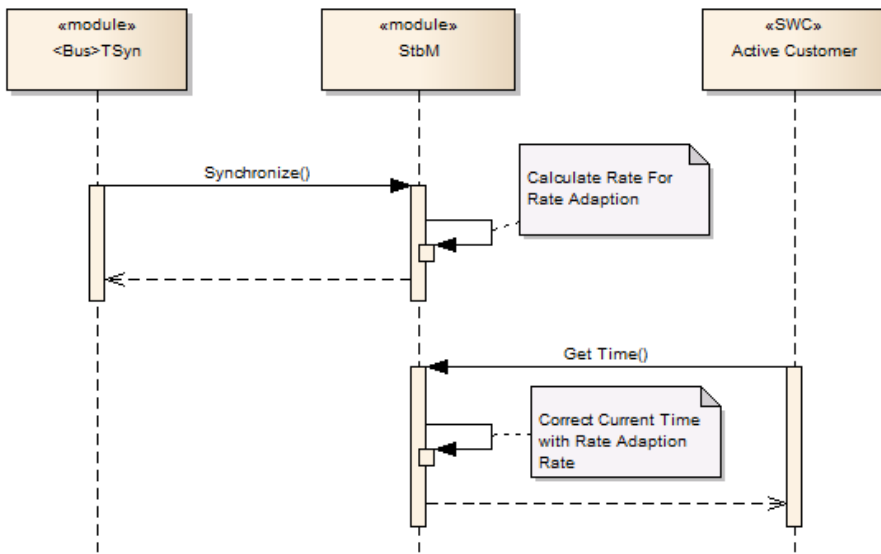 «module»
<Bus>TSyn
«module»
StbM
«SWC»
Active Customer
Synchronize()
Calculate Rate For
Rate Adaption
Get Time()
Correct Current Time
with Rate Adaption
Rate